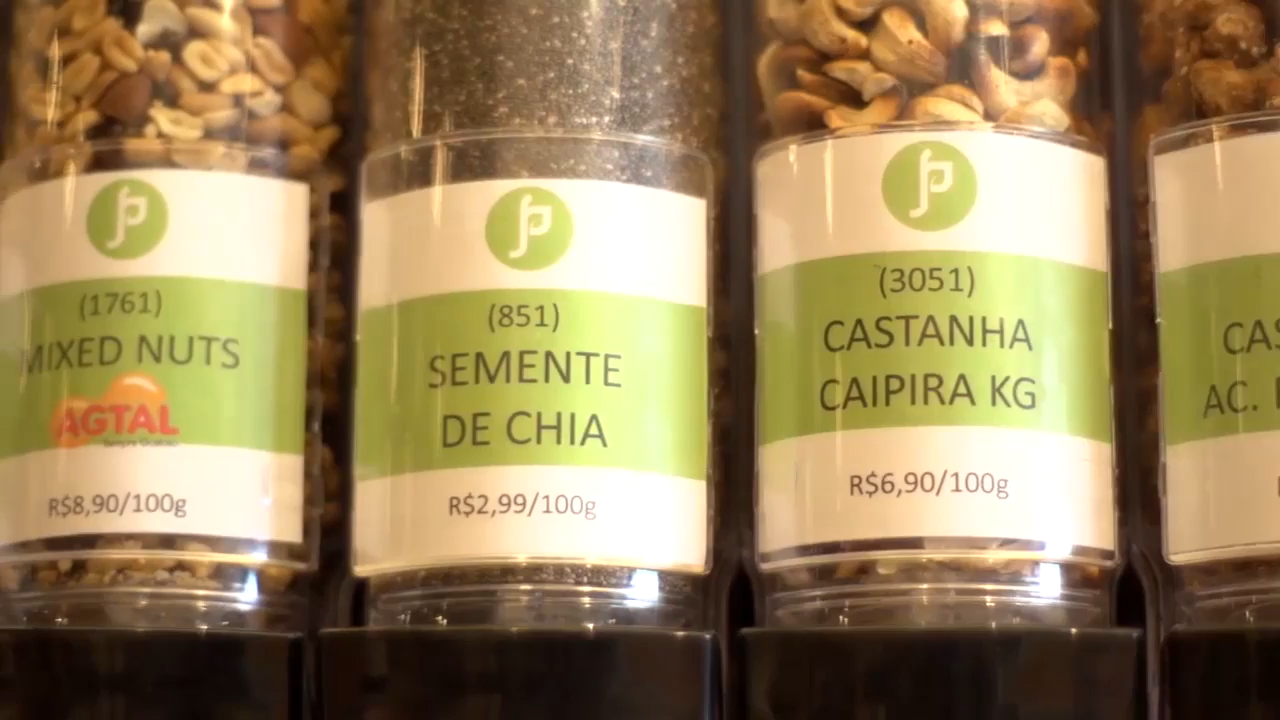 (1761)
MIXED NUTS
AGTAL
R$8,90/100g
(851)
SEMENTE
DE CHIA
R$2,99/100g
(3051)
CASTANHA
CAIPIRA KG
R$6,90/100g
AC.